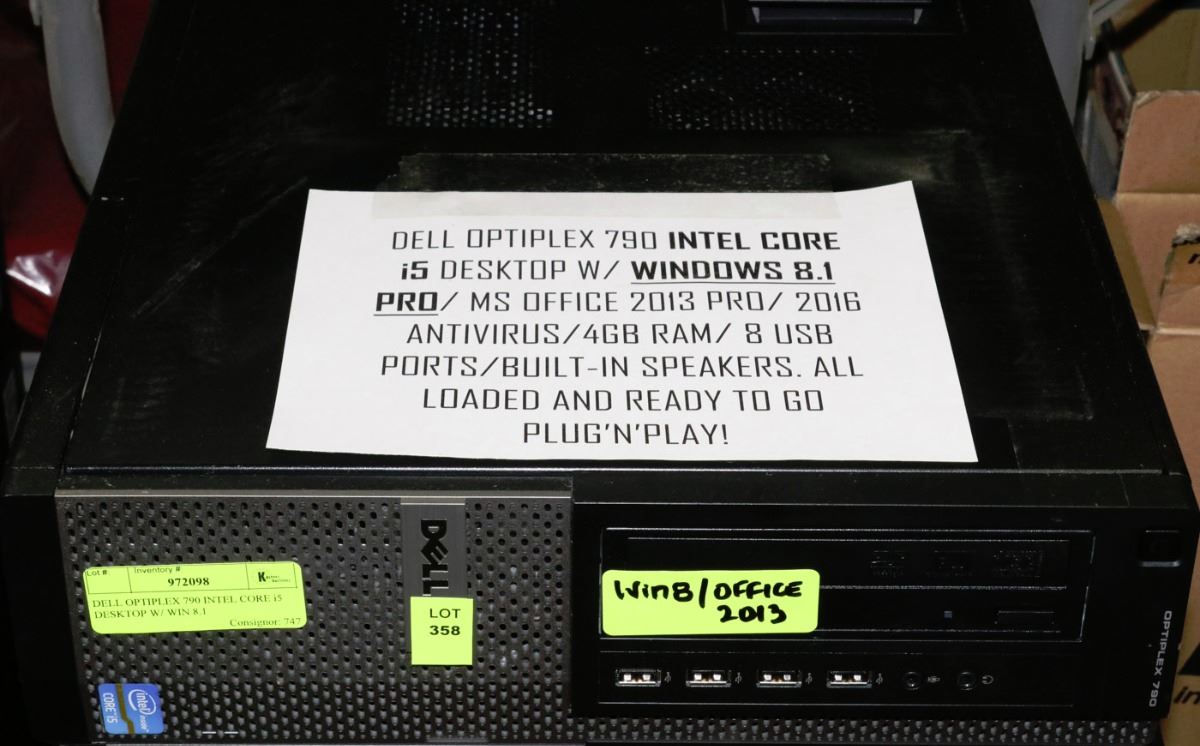 DELL OPTIPLEX 790 INTEL CORE
i5 DESKTOP W/ WINDOWS 8.1
PRO/ MS OFFICE 2013 PRO/ 2016
ANTIVIRUS/4GB RAM/ 8 USB
PORTS/BUILT-IN SPEAKERS. ALL
LOADED AND READY TO GO
PLUG'N'PLAY!
DELL
Lot #:
Inventory #
972098
DELL OPTIPLEX 790 INTEL CORE i5
DESKTOP W/ WIN 8.1
Consignor: 747
LOT
358
Win8/OFFICE
2013
intel
inside
CORE i5
OPTIPLEX 790